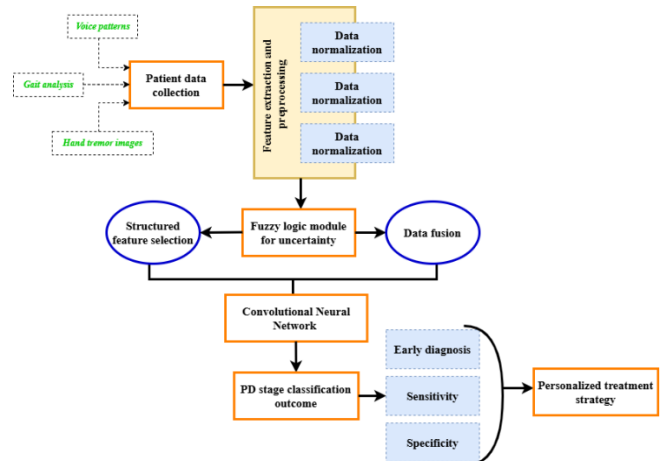 Voice patterns
Gait analysis
Hand tremor images
Patient data
collection
Feature extraction and
preprocessing
Data
normalization
Data
normalization
Data
normalization
Structured
feature selection
Fuzzy logic module
for uncertainty
Data fusion
Convolutional Neural
Network
PD stage classification
outcome
Early diagnosis
Sensitivity
Specificity
Personalized treatment
strategy